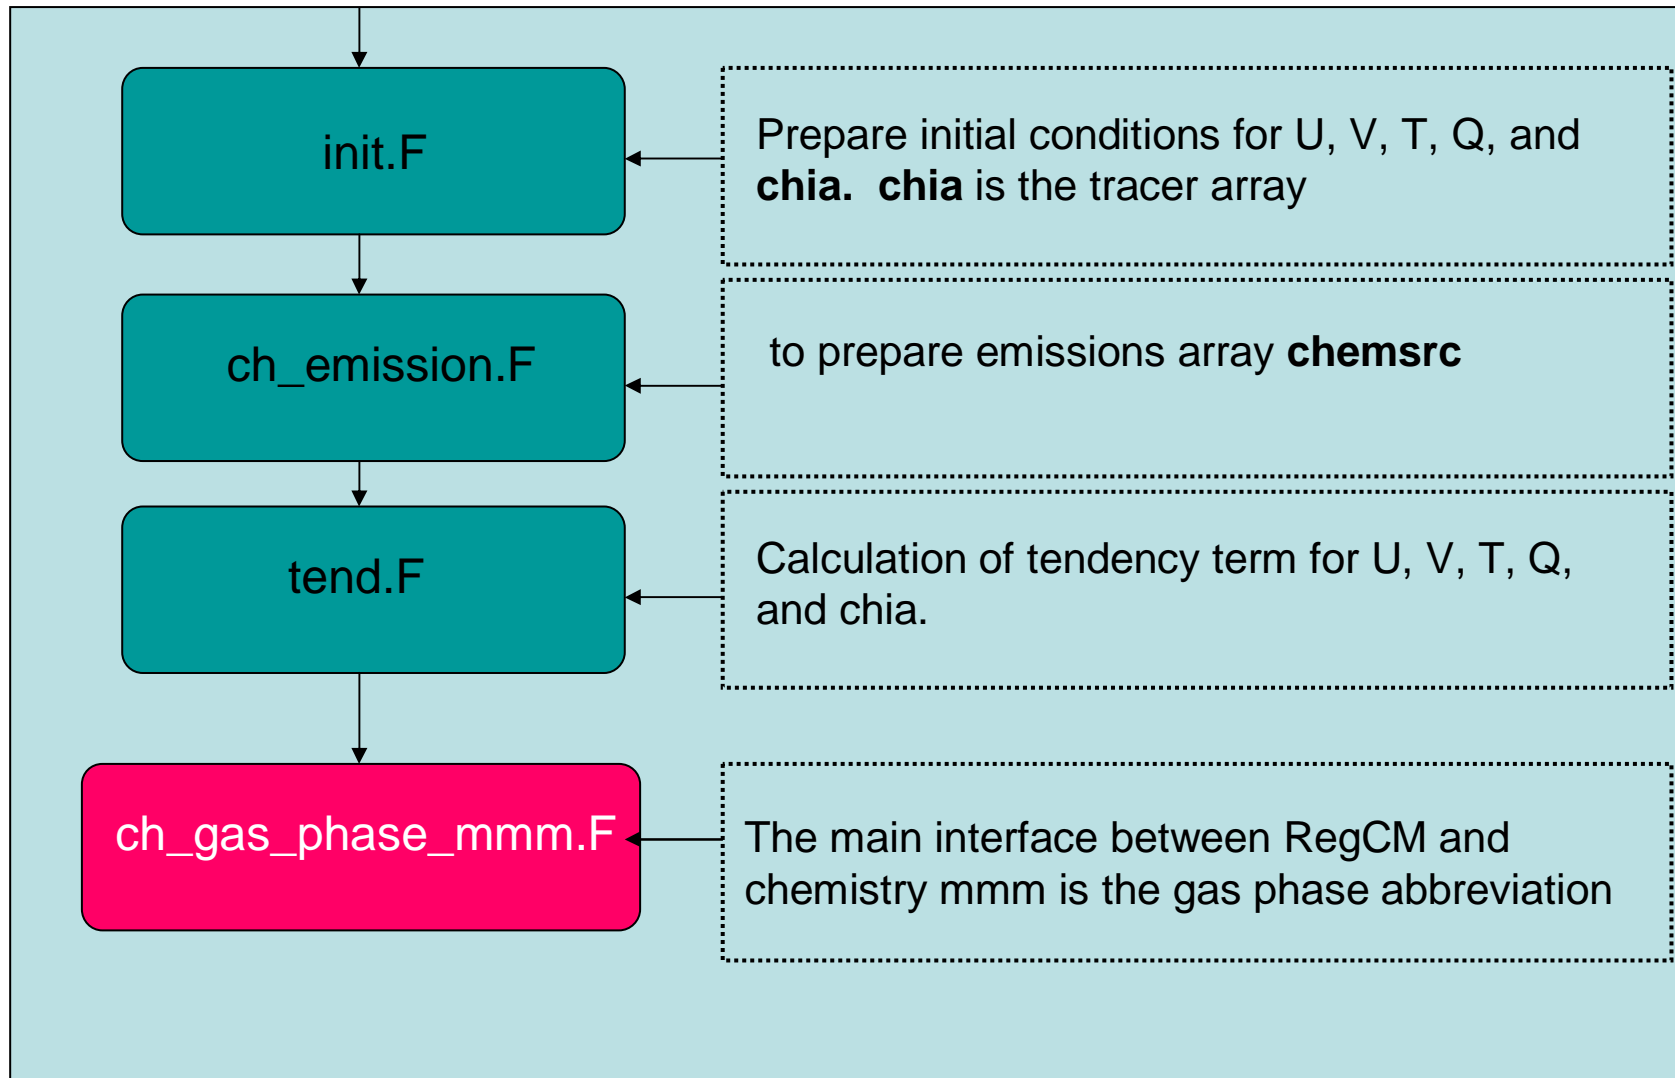 init.F
Prepare initial conditions for U, V, T, Q, and
chia.  chia is the tracer array
ch_emission.F
to prepare emissions array chemsrc
tend.F
Calculation of tendency term for U, V, T, Q,
and chia.
ch_gas_phase_mmm.F
The main interface between RegCM and
chemistry mmm is the gas phase abbreviation